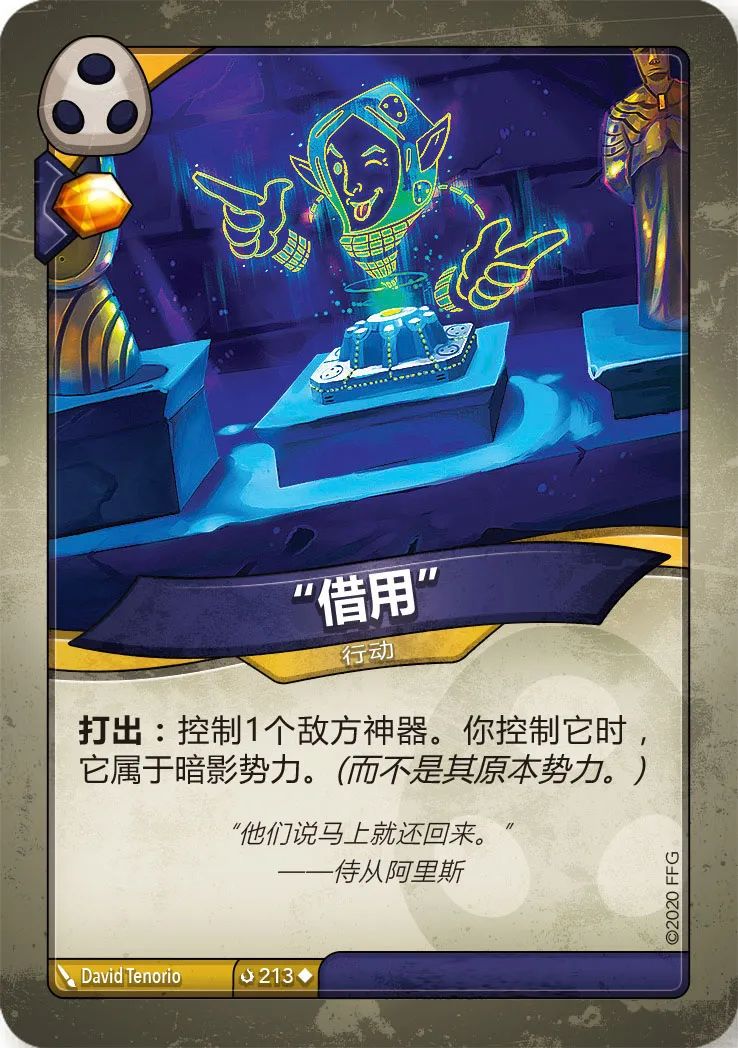 “借用”
行动
打出：控制1个敌方神器。你控制它时，
它属于暗影势力。（而不是其原本势力。）
“他们说马上就还回来。”
——侍从阿里斯
©2020 FFG
David Tenorio
213